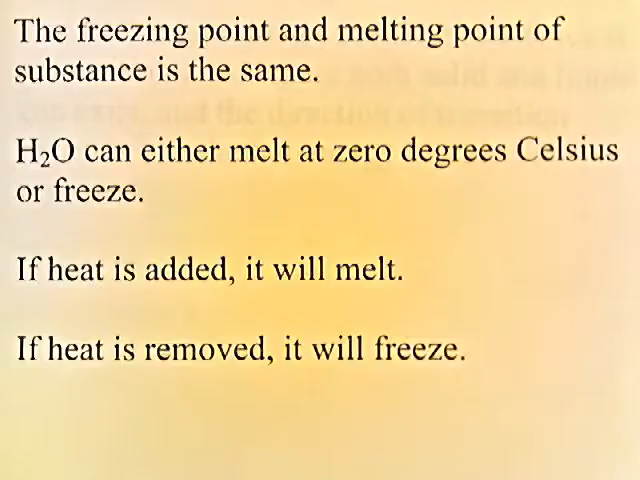 The freezing point and melting point of
substance is the same.
H₂O can either melt at zero degrees Celsius
or freeze.
If heat is added, it will melt.
If heat is removed, it will freeze.